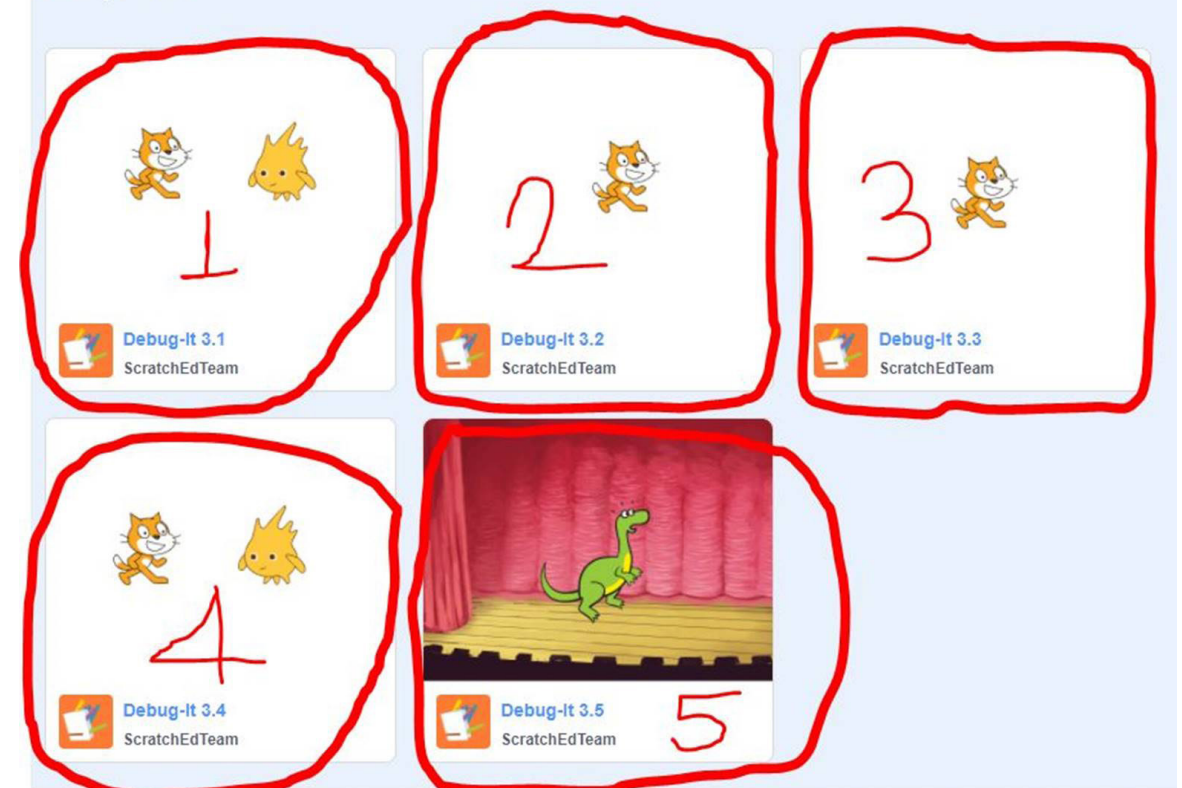 1
Debug-It 3.1
ScratchEdTeam
2
Debug-It 3.2
ScratchEdTeam
3
Debug-It 3.3
ScratchEdTeam
4
Debug-It 3.4
ScratchEdTeam
Debug-It 3.5
ScratchEdTeam
5